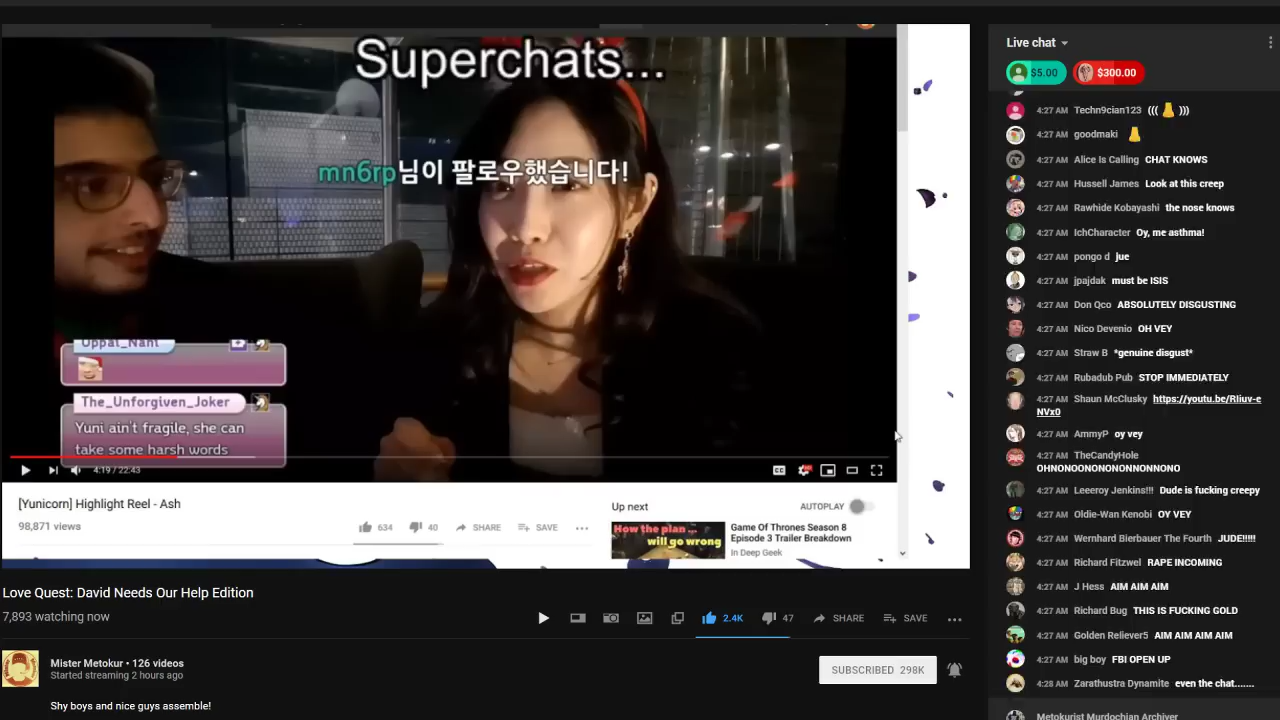 Superchats...
mn6rp님이 팔로우했습니다!
Uppal_Nani
The_Unforgiven_Joker
Yuni ain't fragile, she can
take some harsh words
4:19 / 22:43
CC
[Yunicorn] Highlight Reel - Ash
98,871 views
634
40
SHARE
SAVE
Up next
AUTOPLAY
How the plan ...
will go wrong
Game Of Thrones Season 8
Episode 3 Trailer Breakdown
In Deep Geek
Love Quest: David Needs Our Help Edition
7,893 watching now
2.4K
47
SHARE
SAVE
Mister Metokur • 126 videos
Started streaming 2 hours ago
SUBSCRIBED 298K
Shy boys and nice guys assemble!
Live chat
$5.00
$300.00
4:27 AM Techn9cian123 ((( 👃 )))
4:27 AM goodmaki 👃
4:27 AM Alice Is Calling CHAT KNOWS
4:27 AM Hussell James Look at this creep
4:27 AM Rawhide Kobayashi the nose knows
4:27 AM IchCharacter Oy, me asthma!
4:27 AM pongo d jue
4:27 AM jpajdak must be ISIS
4:27 AM Don Qco ABSOLUTELY DISGUSTING
4:27 AM Nico Devenio OH VEY
4:27 AM Straw B *genuine disgust*
4:27 AM Rubadub Pub STOP IMMEDIATELY
4:27 AM Shaun McClusky https://youtu.be/RIiuv-e
NVx0
4:27 AM AmmyP oy vey
4:27 AM TheCandyHole
OHNONOONONONONNONNONO
4:27 AM Leeeroy Jenkins!!! Dude is fucking creepy
4:27 AM Oldie-Wan Kenobi OY VEY
4:27 AM Wernhard Bierbauer The Fourth JUDE!!!!!
4:27 AM Richard Fitzwel RAPE INCOMING
4:27 AM J Hess AIM AIM AIM
4:27 AM Richard Bug THIS IS FUCKING GOLD
4:27 AM Golden Reliever5 AIM AIM AIM AIM
4:27 AM big boy FBI OPEN UP
4:28 AM Zarathustra Dynamite even the chat.......
Metokurist Murdochian Archiver